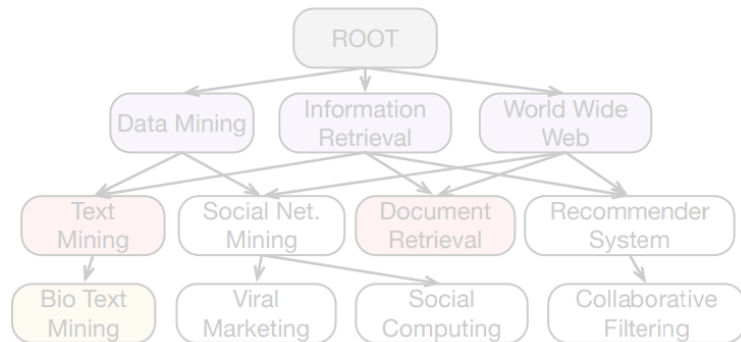 ROOT
Data Mining
Information
Retrieval
World Wide
Web
Text
Mining
Social Net.
Mining
Document
Retrieval
Recommender
System
Bio Text
Mining
Viral
Marketing
Social
Computing
Collaborative
Filtering